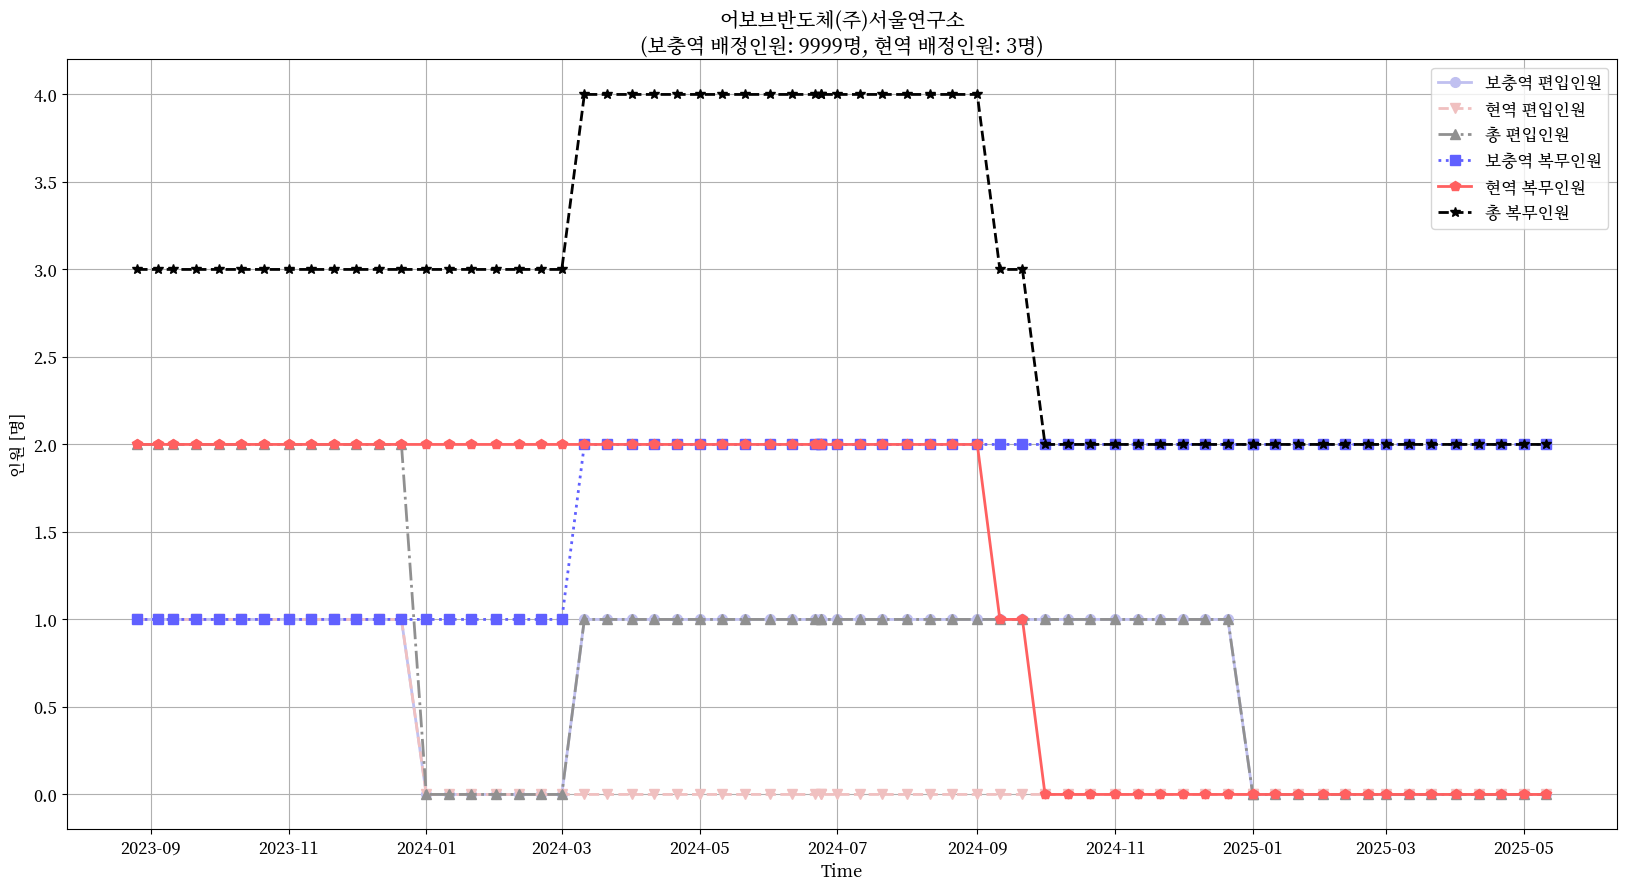 어보브반도체(주)서울연구소
(보충역 배정인원: 9999명, 현역 배정인원: 3명)
보충역 편입인원
현역 편입인원
총 편입인원
보충역 복무인원
현역 복무인원
총 복무인원
인원 [명]
4.0
3.5
3.0
2.5
2.0
1.5
1.0
0.5
0.0
2023-09
2023-11
2024-01
2024-03
2024-05
2024-07
2024-09
2024-11
2025-01
2025-03
2025-05
Time